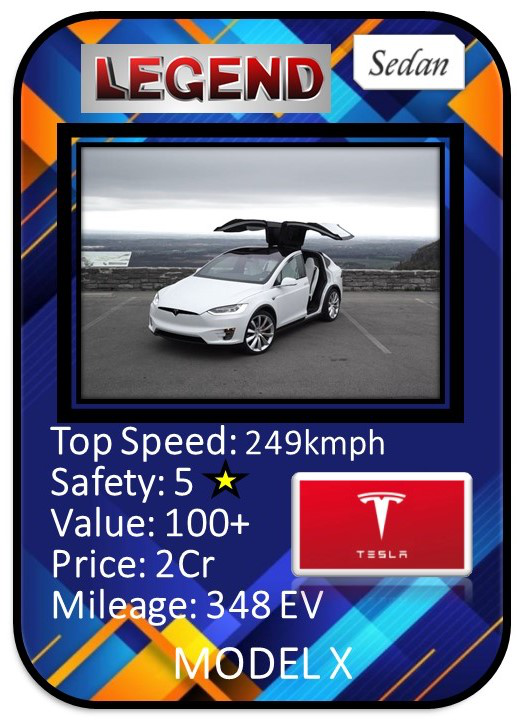 LEGEND
Sedan
Top Speed: 249kmph
Safety: 5
Value: 100+
Price: 2Cr
Mileage: 348 EV
TESLA
MODEL X